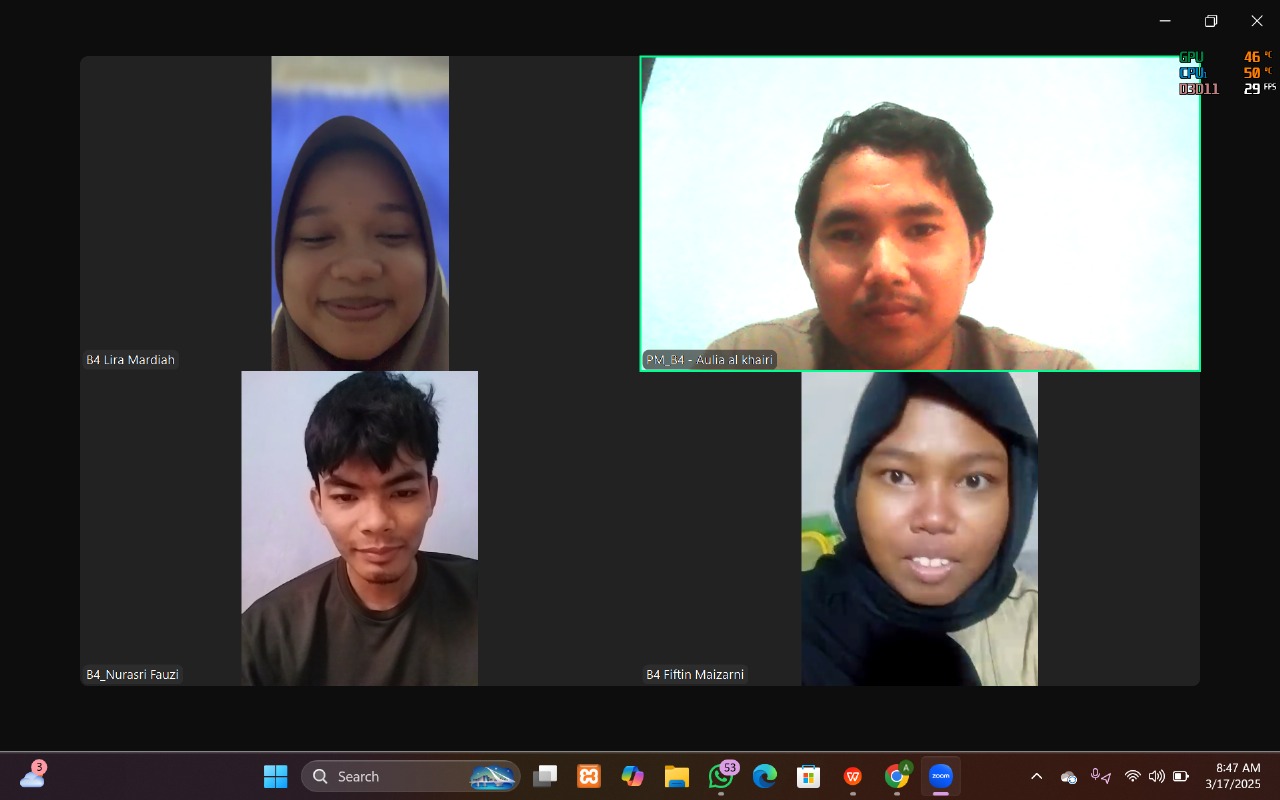 GPU 46 °C
CPU1 50 °C
D3D11 29 FPS
B4 Lira Mardiah
PM_B4 - Aulia al khairi
B4_Nurasri Fauzi
B4 Fiftin Maizarni
3
Search
53
A
zoom
8:47 AM
3/17/2025